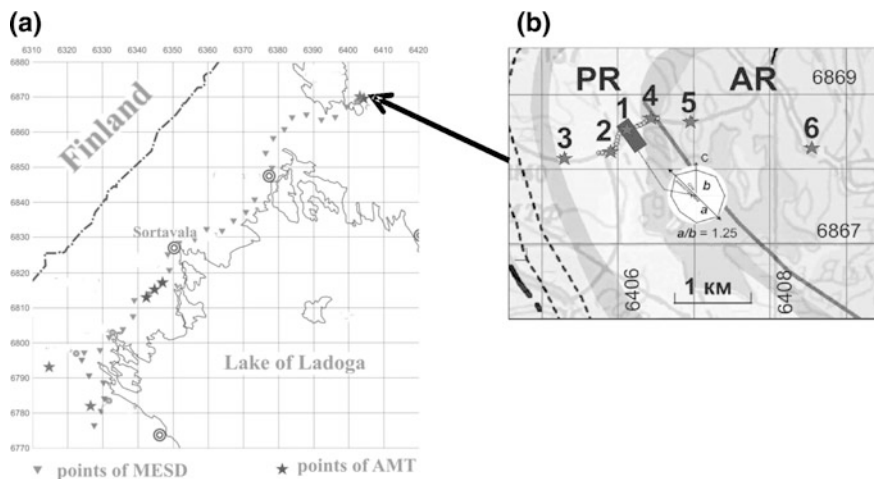 (a)
6310 6320 6330 6340 6350 6360 6370 6380 6390 6400 6410 6420
6880
6870
6860
6850
6840
6830
6820
6810
6800
6790
6780
6770
Finland
Sortavala
Lake of Ladoga
points of MESD
points of AMT
(b)
PR AR
6869
1 4 5
3 2 6
c
b
a
a/b = 1.25
6867
6406
6408
1 км